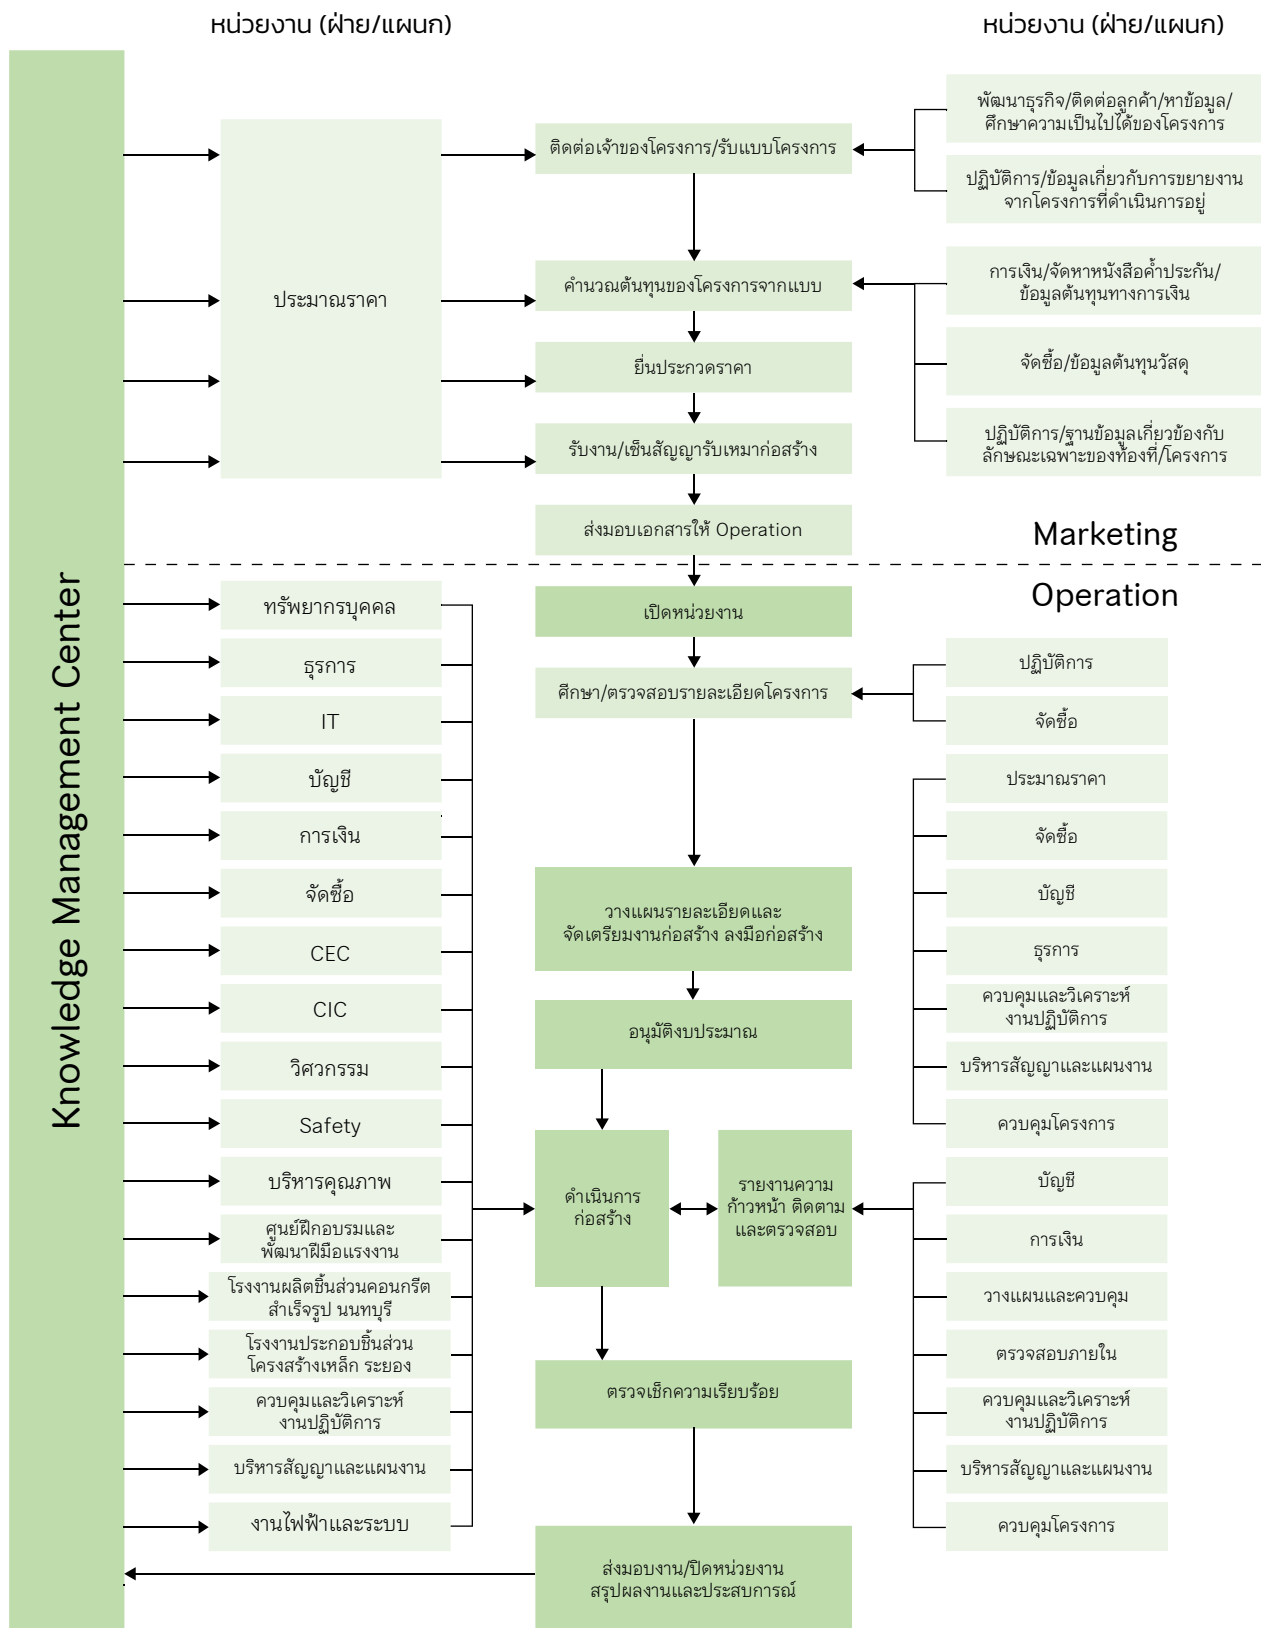 หน่วยงาน (ฝ่าย/แผนก)
หน่วยงาน (ฝ่าย/แผนก)
Knowledge Management Center
ประมาณราคา
ติดต่อเจ้าของโครงการ/รับแบบโครงการ
คำนวณต้นทุนของโครงการจากแบบ
ยื่นประกวดราคา
รับงาน/เซ็นสัญญารับเหมาก่อสร้าง
ส่งมอบเอกสารให้ Operation
พัฒนาธุรกิจ/ติดต่อลูกค้า/หาข้อมูล/
ศึกษาความเป็นไปได้ของโครงการ
ปฏิบัติการ/ข้อมูลเกี่ยวกับการขยายงาน
จากโครงการที่ดำเนินการอยู่
การเงิน/จัดหาหนังสือค้ำประกัน/
ข้อมูลต้นทุนทางการเงิน
จัดซื้อ/ข้อมูลต้นทุนวัสดุ
ปฏิบัติการ/ฐานข้อมูลเกี่ยวข้องกับ
ลักษณะเฉพาะของท้องที่/โครงการ
Marketing
Operation
ทรัพยากรบุคคล
ธุรการ
IT
บัญชี
การเงิน
จัดซื้อ
CEC
CIC
วิศวกรรม
Safety
บริหารคุณภาพ
ศูนย์ฝึกอบรมและ
พัฒนาฝีมือแรงงาน
โรงงานผลิตชิ้นส่วนคอนกรีต
สำเร็จรูป นนทบุรี
โรงงานประกอบชิ้นส่วน
โครงสร้างเหล็ก ระยอง
ควบคุมและวิเคราะห์
งานปฏิบัติการ
บริหารสัญญาและแผนงาน
งานไฟฟ้าและระบบ
เปิดหน่วยงาน
ศึกษา/ตรวจสอบรายละเอียดโครงการ
วางแผนรายละเอียดและ
จัดเตรียมงานก่อสร้าง ลงมือก่อสร้าง
อนุมัติงบประมาณ
ดำเนินการ
ก่อสร้าง
รายงานความ
ก้าวหน้า ติดตาม
และตรวจสอบ
ตรวจเช็กความเรียบร้อย
ส่งมอบงาน/ปิดหน่วยงาน
สรุปผลงานและประสบการณ์
ปฏิบัติการ
จัดซื้อ
ประมาณราคา
จัดซื้อ
บัญชี
ธุรการ
ควบคุมและวิเคราะห์
งานปฏิบัติการ
บริหารสัญญาและแผนงาน
ควบคุมโครงการ
บัญชี
การเงิน
วางแผนและควบคุม
ตรวจสอบภายใน
ควบคุมและวิเคราะห์
งานปฏิบัติการ
บริหารสัญญาและแผนงาน
ควบคุมโครงการ